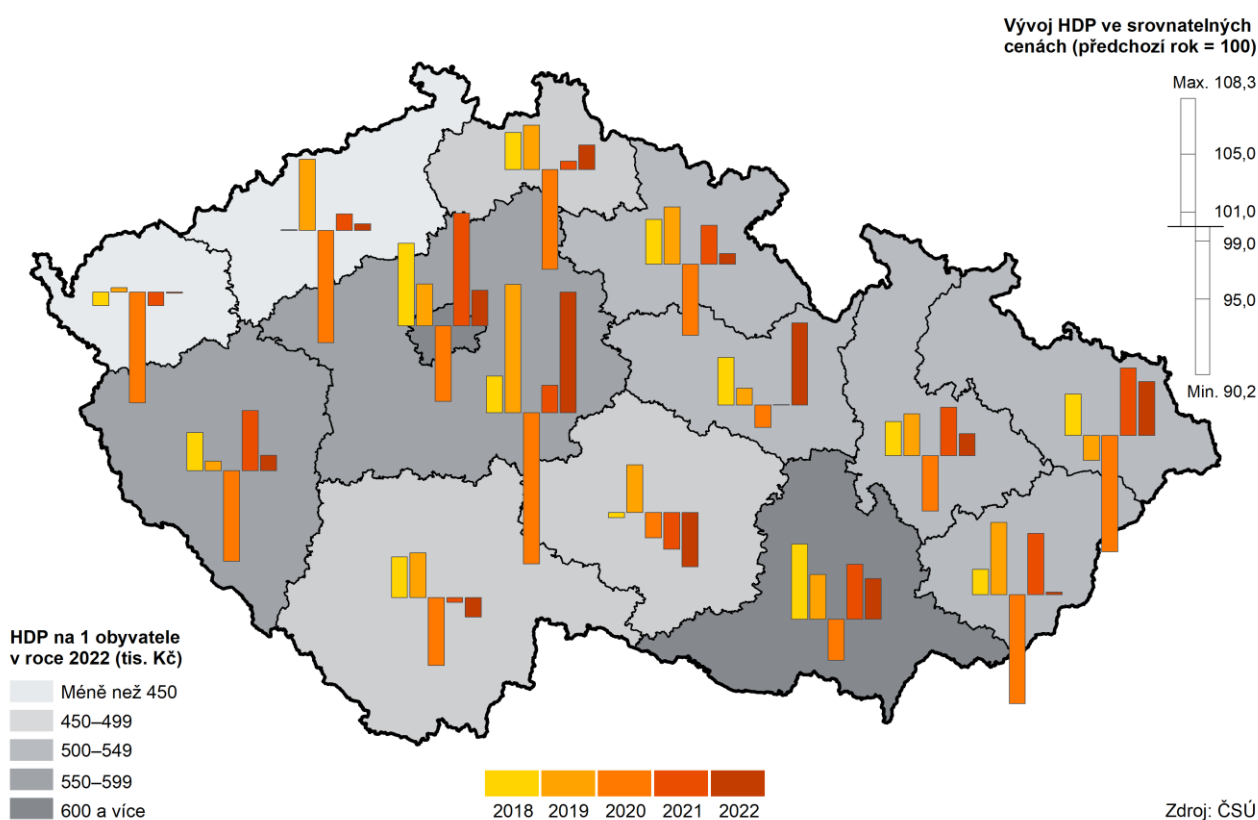 Vývoj HDP ve srovnatelných
cenách (předchozí rok = 100)
Max. 108,3
105,0
101,0
99,0
95,0
Min. 90,2
HDP na 1 obyvatele
v roce 2022 (tis. Kč)
Méně než 450
450–499
500–549
550–599
600 a více
2018 2019 2020 2021 2022
Zdroj: ČSÚ